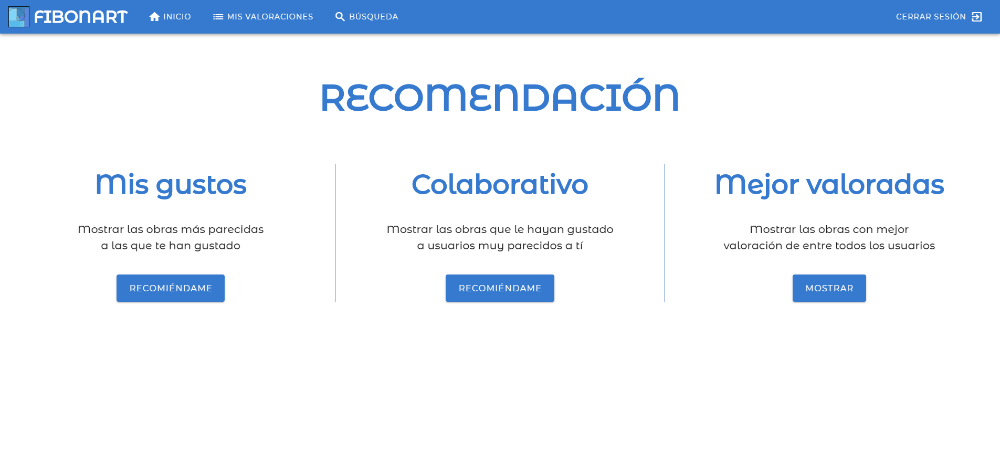 FIBONART
INICIO
MIS VALORACIONES
BÚSQUEDA
CERRAR SESIÓN
RECOMENDACIÓN
Mis gustos
Mostrar las obras más parecidas
a las que te han gustado
RECOMIÉNDAME
Colaborativo
Mostrar las obras que le hayan gustado
a usuarios muy parecidos a tí
RECOMIÉNDAME
Mejor valoradas
Mostrar las obras con mejor
valoración de entre todos los usuarios
MOSTRAR